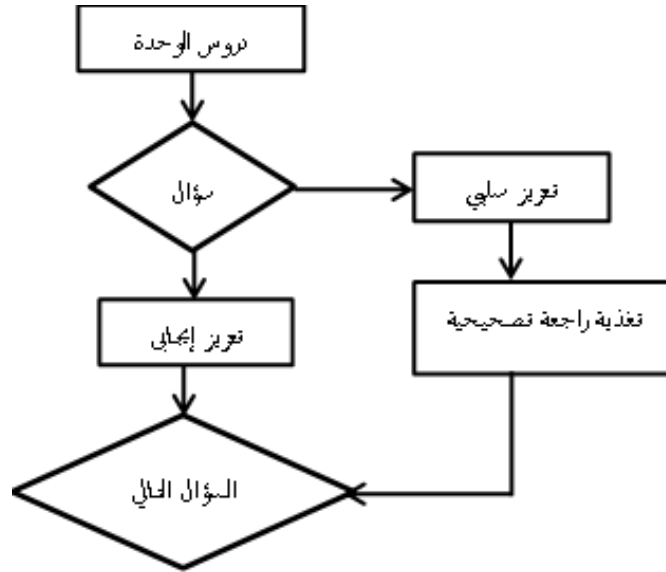 دروس الوحدة
سؤال
تعزيز سلبي
تعزيز إيجابي
تغذية راجعة تصحيحية
السؤال التالي